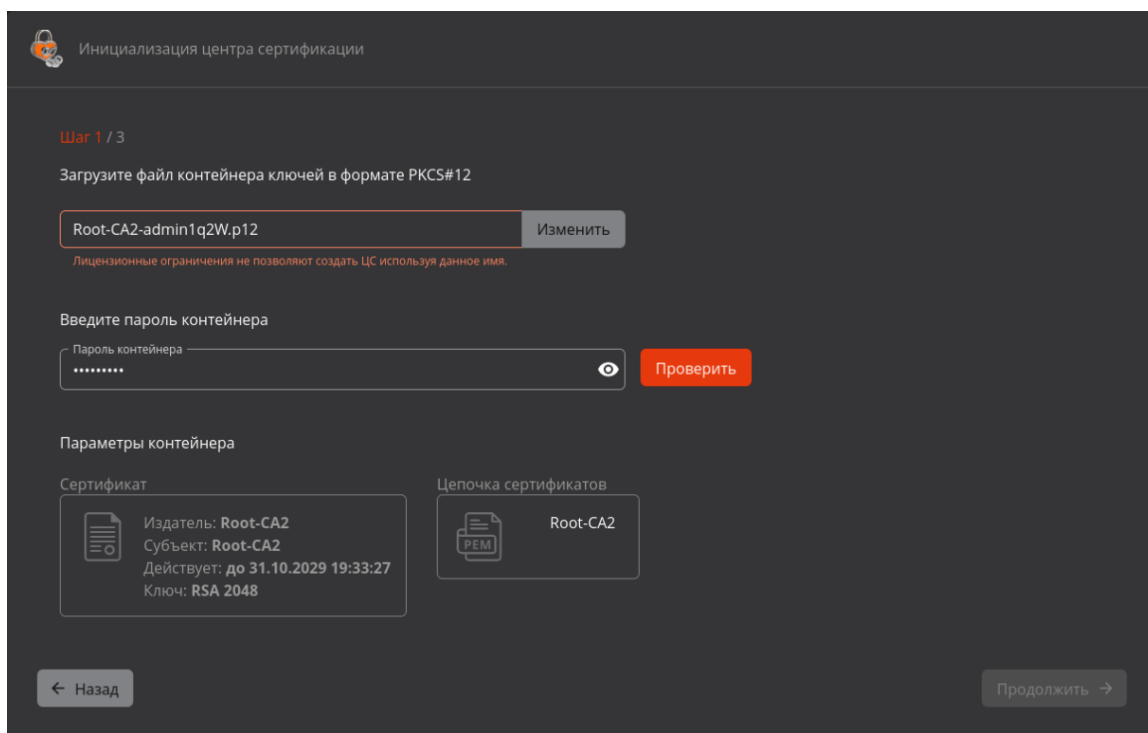 Инициализация центра сертификации
Шаг 1 / 3
Загрузите файл контейнера ключей в формате PKCS#12
Root-CA2-admin1q2W.p12
Изменить
Лицензионные ограничения не позволяют создать ЦС используя данное имя.
Введите пароль контейнера
Пароль контейнера
•••••••••
Проверить
Параметры контейнера
Сертификат
Издатель: Root-CA2
Субъект: Root-CA2
Действует: до 31.10.2029 19:33:27
Ключ: RSA 2048
Цепочка сертификатов
PEM
Root-CA2
← Назад
Продолжить →